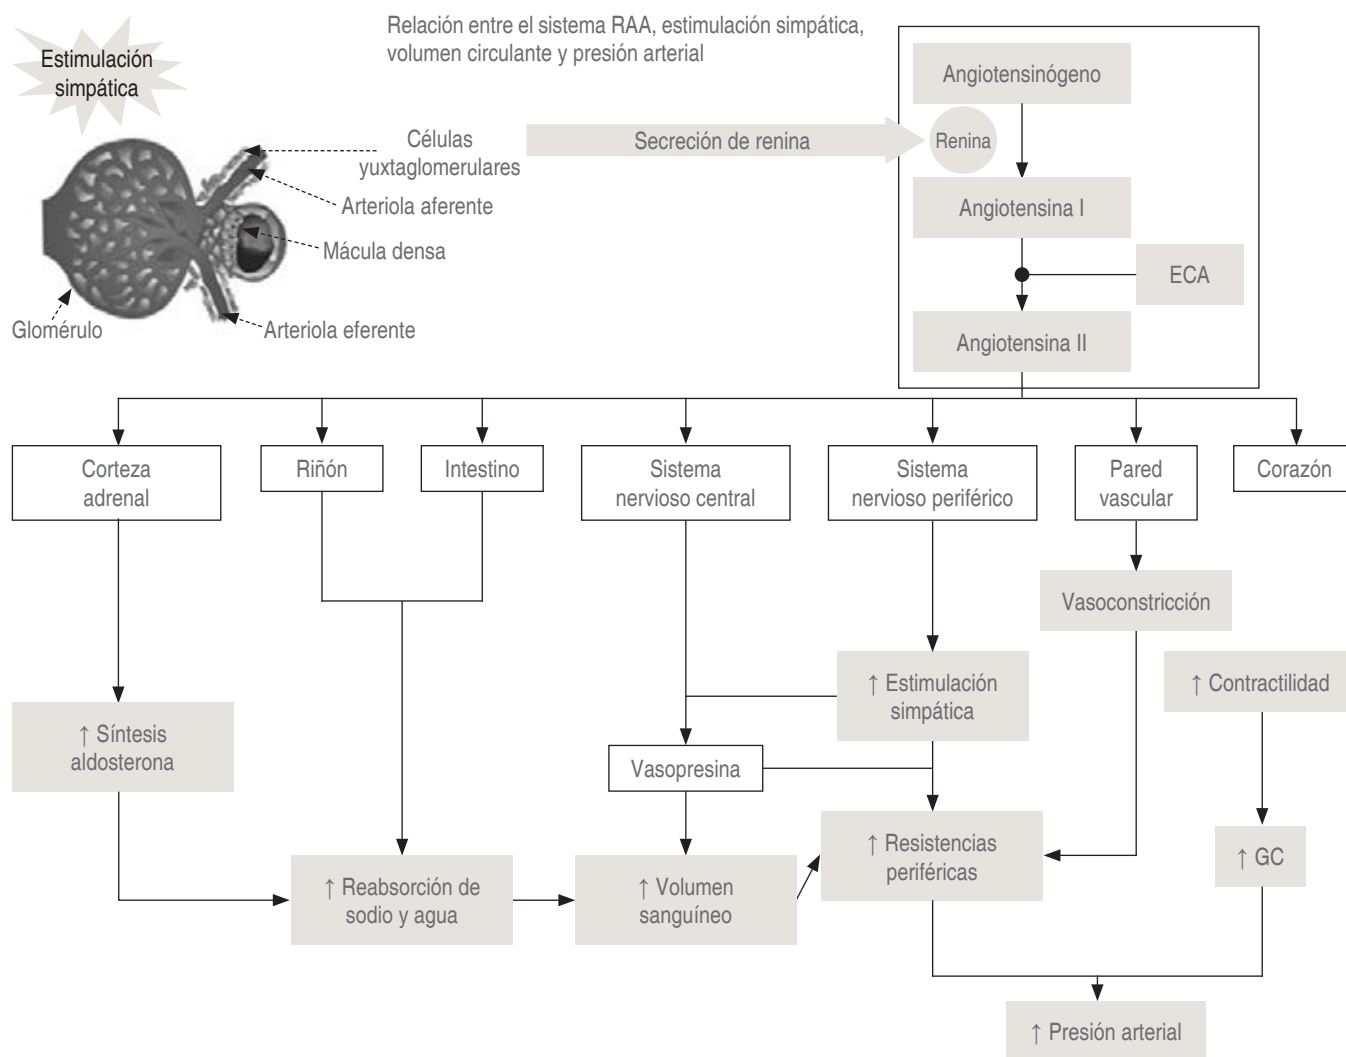 Relación entre el sistema RAA, estimulación simpática,
volumen circulante y presión arterial
Estimulación
simpática
Células
yuxtaglomerulares
Arteriola aferente
Mácula densa
Glomérulo
Arteriola eferente
Secreción de renina
Angiotensinógeno
Renina
Angiotensina I
ECA
Angiotensina II
Corteza
adrenal
Riñón
Intestino
Sistema
nervioso central
Sistema
nervioso periférico
Pared
vascular
Corazón
Vasoconstricción
↑ Estimulación
simpática
↑ Contractilidad
↑ Síntesis
aldosterona
Vasopresina
↑ Resistencias
periféricas
↑ GC
↑ Reabsorción de
sodio y agua
↑ Volumen
sanguíneo
↑ Presión arterial